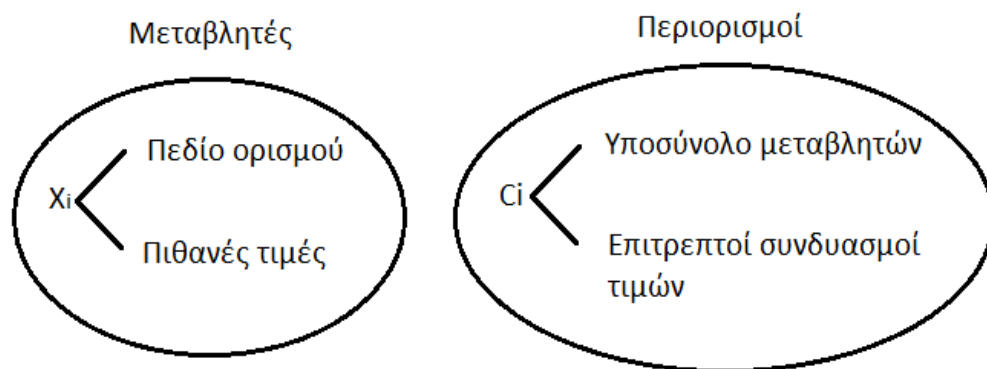 Μεταβλητές
Περιορισμοί
Xi
Πεδίο ορισμού
Πιθανές τιμές
Ci
Υποσύνολο μεταβλητών
Επιτρεπτοί συνδυασμοί
τιμών